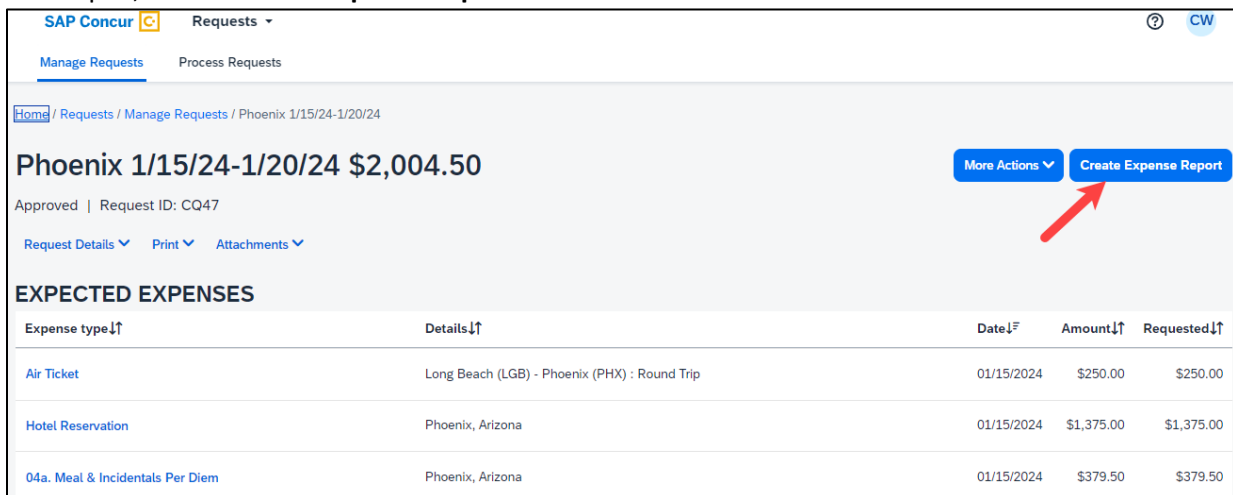 SAP Concur C Requests
CW
Manage Requests Process Requests
Home / Requests / Manage Requests / Phoenix 1/15/24-1/20/24
Phoenix 1/15/24-1/20/24 $2,004.50
More Actions Create Expense Report
Approved | Request ID: CQ47
Request Details Print Attachments
EXPECTED EXPENSES
Expense type Details Date Amount Requested
Air Ticket Long Beach (LGB) - Phoenix (PHX) : Round Trip 01/15/2024 $250.00 $250.00
Hotel Reservation Phoenix, Arizona 01/15/2024 $1,375.00 $1,375.00
04a. Meal & Incidentals Per Diem Phoenix, Arizona 01/15/2024 $379.50 $379.50